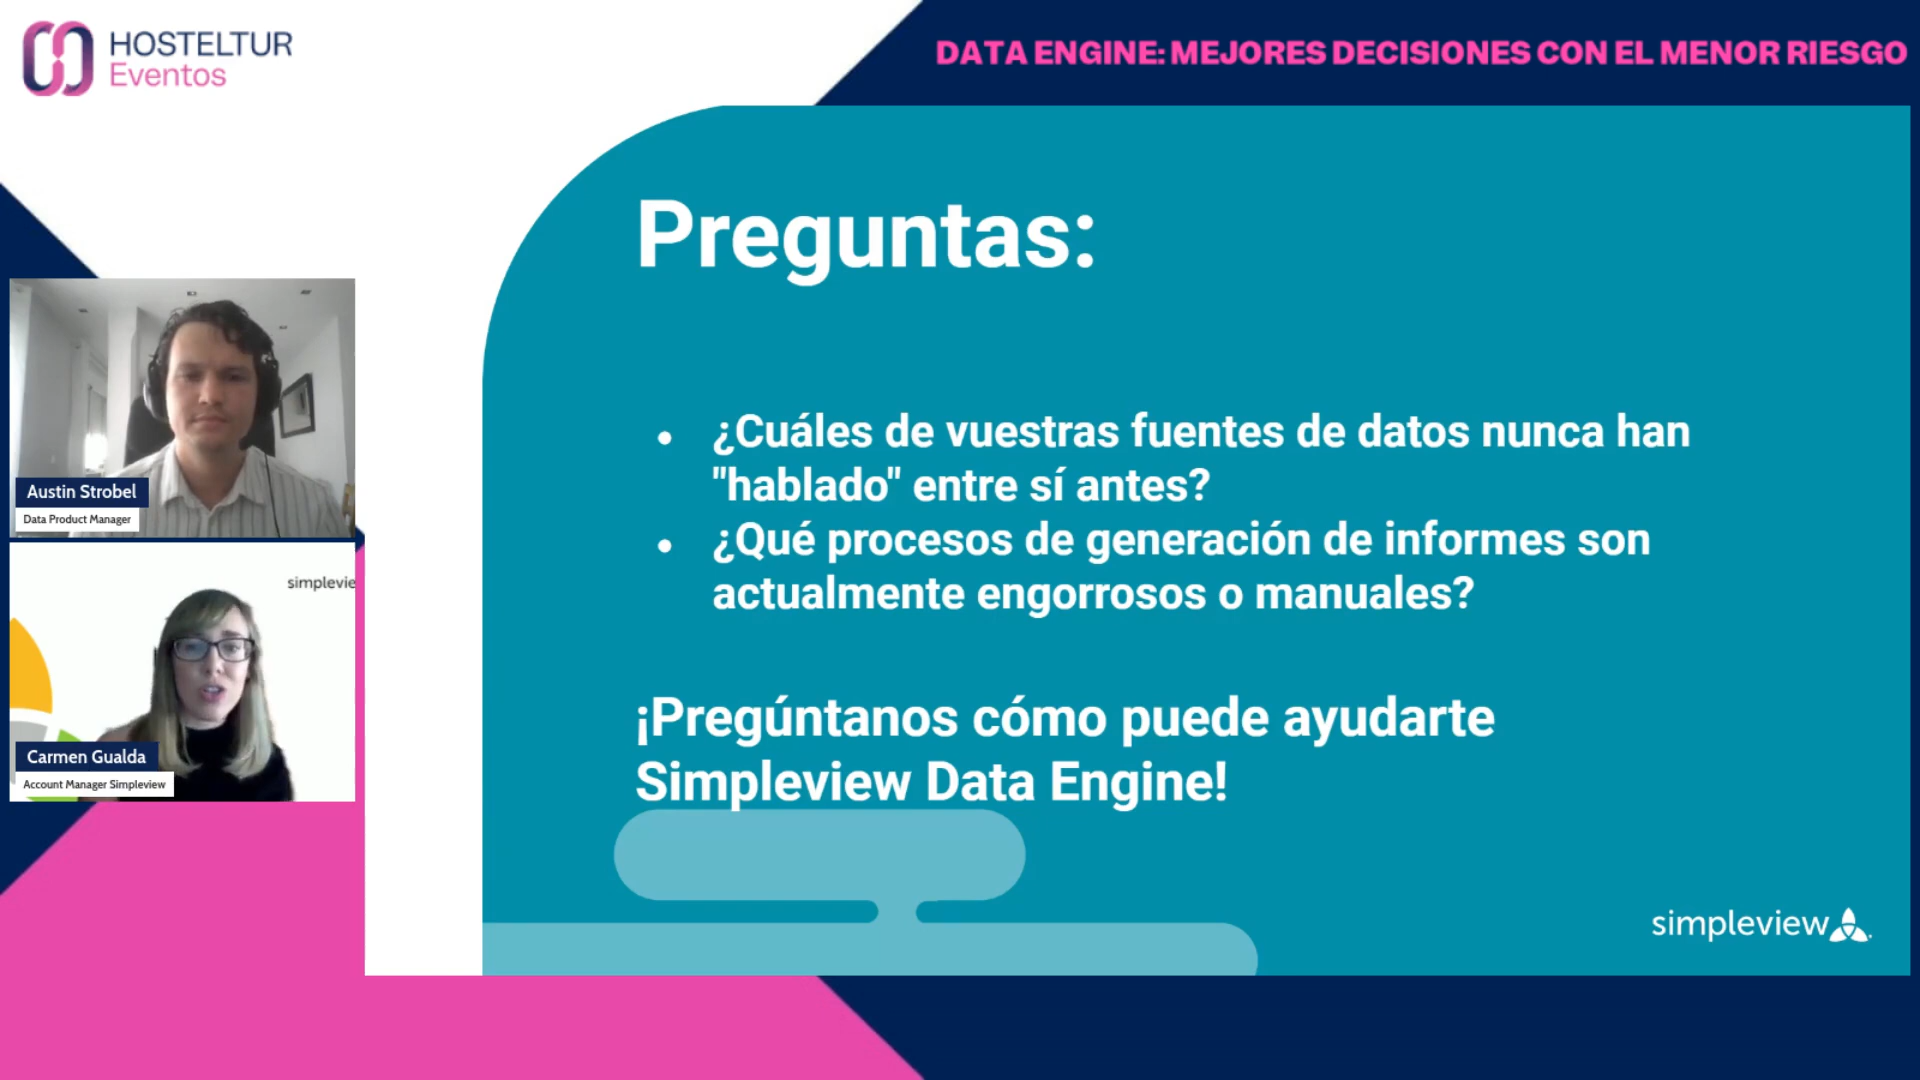 HOSTELTUR
Eventos
DATA ENGINE: MEJORES DECISIONES CON EL MENOR RIESGO
Preguntas:
• ¿Cuáles de vuestras fuentes de datos nunca han
"hablado" entre sí antes?
• ¿Qué procesos de generación de informes son
actualmente engorrosos o manuales?
¡Pregúntanos cómo puede ayudarte
Simpleview Data Engine!
simpleview
Austin Strobel
Data Product Manager
simplevie
Carmen Gualda
Account Manager Simpleview